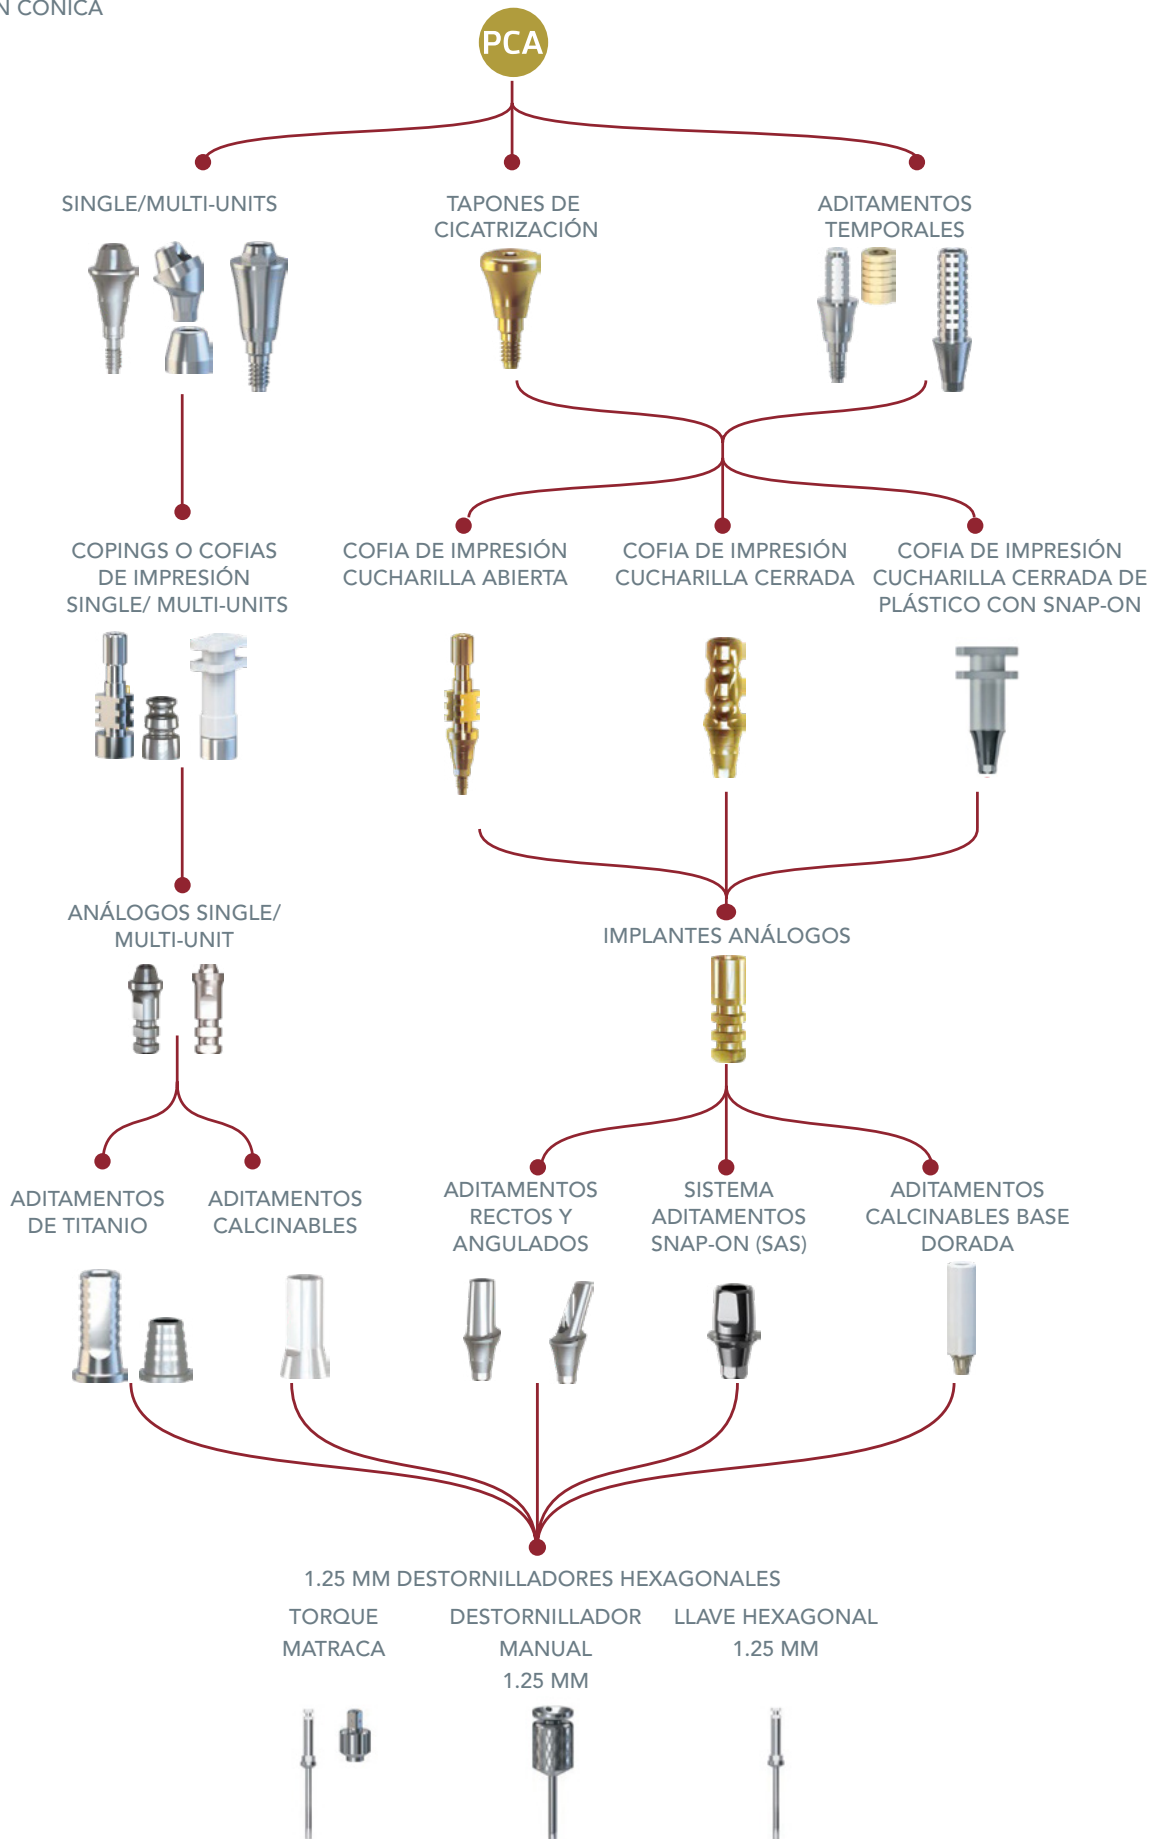 N CÓNICA
PCA
SINGLE/MULTI-UNITS
TAPONES DE
CICATRIZACIÓN
ADITAMENTOS
TEMPORALES
COPINGS O COFIAS
DE IMPRESIÓN
SINGLE/ MULTI-UNITS
COFIA DE IMPRESIÓN
CUCHARILLA ABIERTA
COFIA DE IMPRESIÓN
CUCHARILLA CERRADA
COFIA DE IMPRESIÓN
CUCHARILLA CERRADA DE
PLÁSTICO CON SNAP-ON
ANÁLOGOS SINGLE/
MULTI-UNIT
IMPLANTES ANÁLOGOS
ADITAMENTOS
DE TITANIO
ADITAMENTOS
CALCINABLES
ADITAMENTOS
RECTOS Y
ANGULADOS
SISTEMA
ADITAMENTOS
SNAP-ON (SAS)
ADITAMENTOS
CALCINABLES BASE
DORADA
1.25 MM DESTORNILLADORES HEXAGONALES
TORQUE
MATRACA
DESTORNILLADOR
MANUAL
1.25 MM
LLAVE HEXAGONAL
1.25 MM